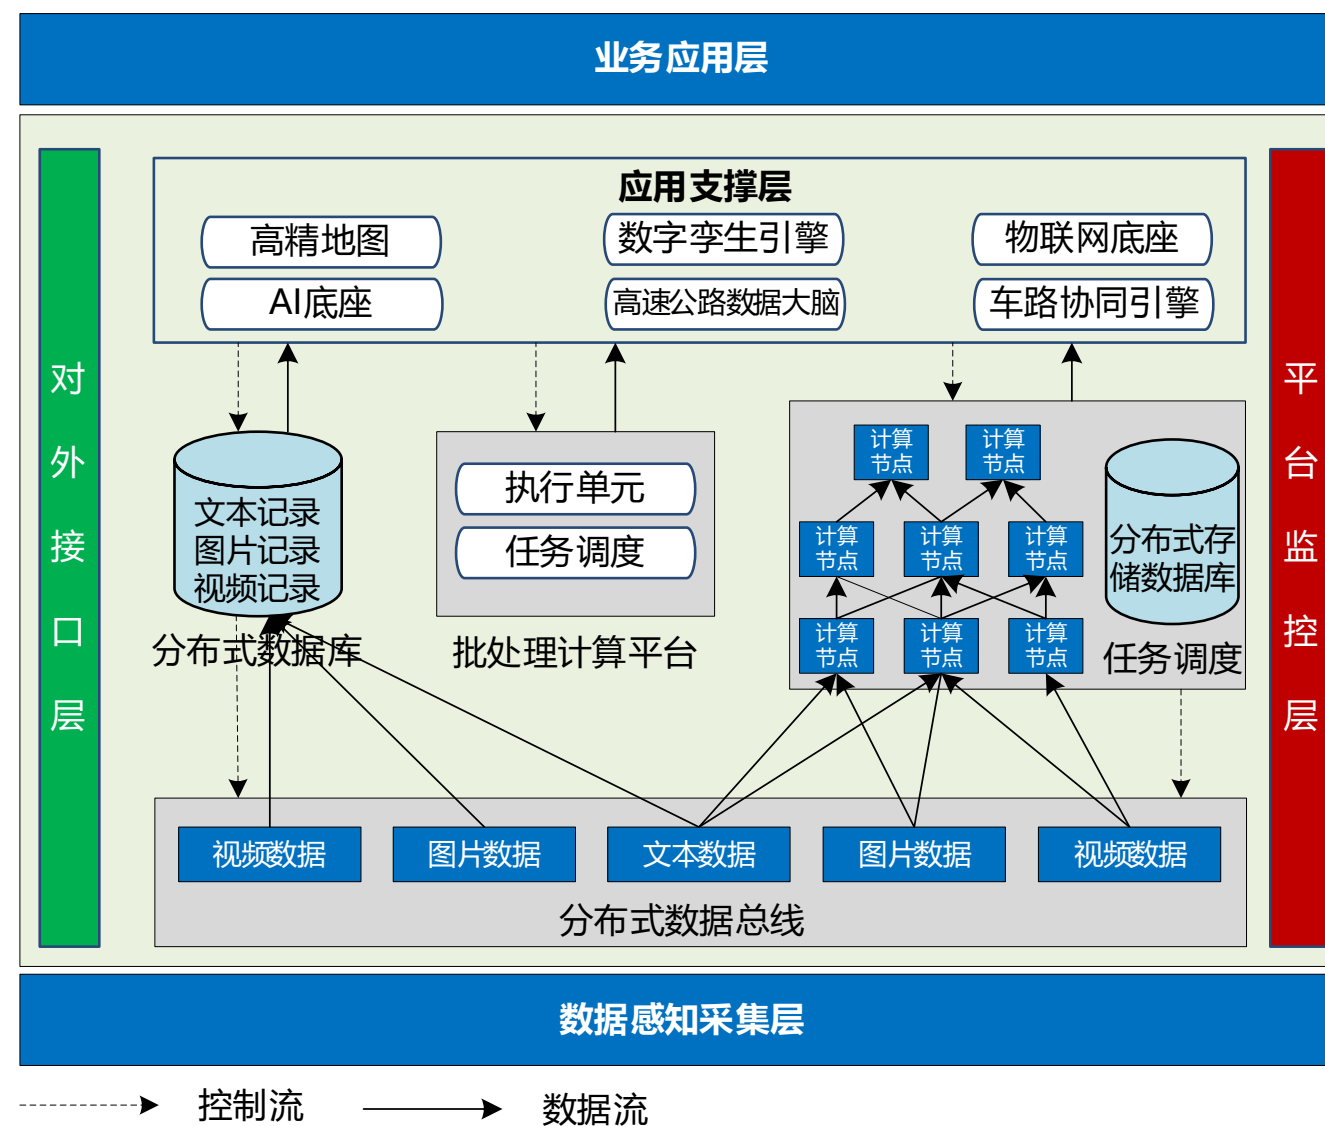 业务应用层
对外接口层
应用支撑层
高精地图
数字孪生引擎
物联网底座
AI底座
高速公路数据大脑
车路协同引擎
平台监控层
文本记录
图片记录
视频记录
分布式数据库
执行单元
任务调度
批处理计算平台
计算
节点
计算
节点
计算
节点
计算
节点
计算
节点
计算
节点
计算
节点
计算
节点
分布式存
储数据库
任务调度
视频数据
图片数据
文本数据
图片数据
视频数据
分布式数据总线
数据感知采集层
控制流
数据流